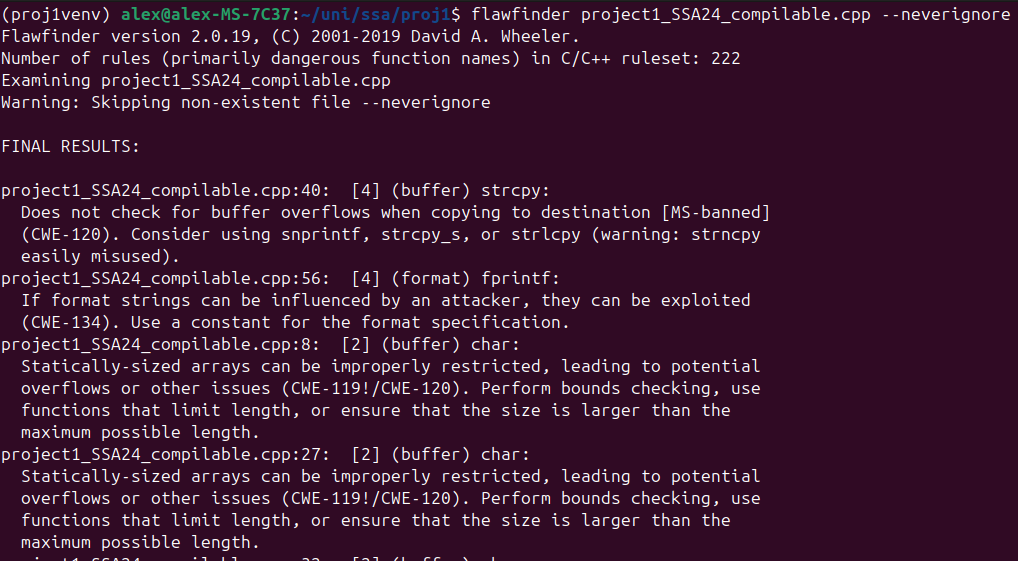 (proj1venv) alex@alex-MS-7C37:~/uni/ssa/proj1$ flawfinder project1_SSA24_compilable.cpp --neverignore
Flawfinder version 2.0.19, (C) 2001-2019 David A. Wheeler.
Number of rules (primarily dangerous function names) in C/C++ ruleset: 222
Examining project1_SSA24_compilable.cpp
Warning: Skipping non-existent file --neverignore

FINAL RESULTS:

project1_SSA24_compilable.cpp:40:  [4] (buffer) strcpy:
  Does not check for buffer overflows when copying to destination [MS-banned]
  (CWE-120). Consider using snprintf, strcpy_s, or strlcpy (warning: strncpy
  easily misused).
project1_SSA24_compilable.cpp:56:  [4] (format) fprintf:
  If format strings can be influenced by an attacker, they can be exploited
  (CWE-134). Use a constant for the format specification.
project1_SSA24_compilable.cpp:8:  [2] (buffer) char:
  Statically-sized arrays can be improperly restricted, leading to potential
  overflows or other issues (CWE-119!/CWE-120). Perform bounds checking, use
  functions that limit length, or ensure that the size is larger than the
  maximum possible length.
project1_SSA24_compilable.cpp:27:  [2] (buffer) char:
  Statically-sized arrays can be improperly restricted, leading to potential
  overflows or other issues (CWE-119!/CWE-120). Perform bounds checking, use
  functions that limit length, or ensure that the size is larger than the
  maximum possible length.